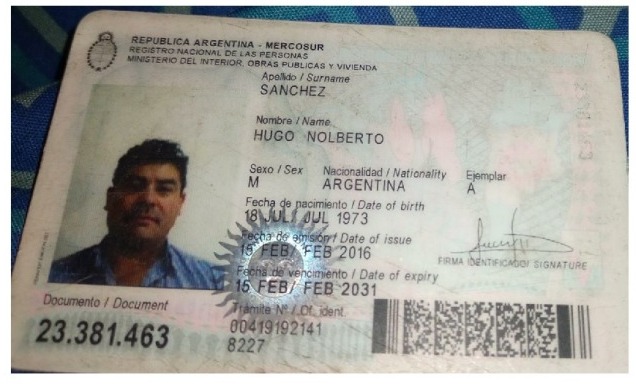 REPUBLICA ARGENTINA - MERCOSUR
REGISTRO NACIONAL DE LAS PERSONAS
MINISTERIO DEL INTERIOR, OBRAS PUBLICAS Y VIVIENDA
Apellido / Surname
SANCHEZ
Nombre / Name
HUGO NOLBERTO
Sexo / Sex Nacionalidad / Nationality Ejemplar
M ARGENTINA A
Fecha de nacimiento / Date of birth
18 JUL/ JUL 1973
Fecha de emisión / Date of issue
15 FEB/ FEB 2016
FIRMA IDENTIFICADO/ SIGNATURE
Fecha de vencimiento / Date of expiry
15 FEB/ FEB 2031
Documento / Document
23.381.463
Tramite Nº / Of. ident.
00419192141
8227